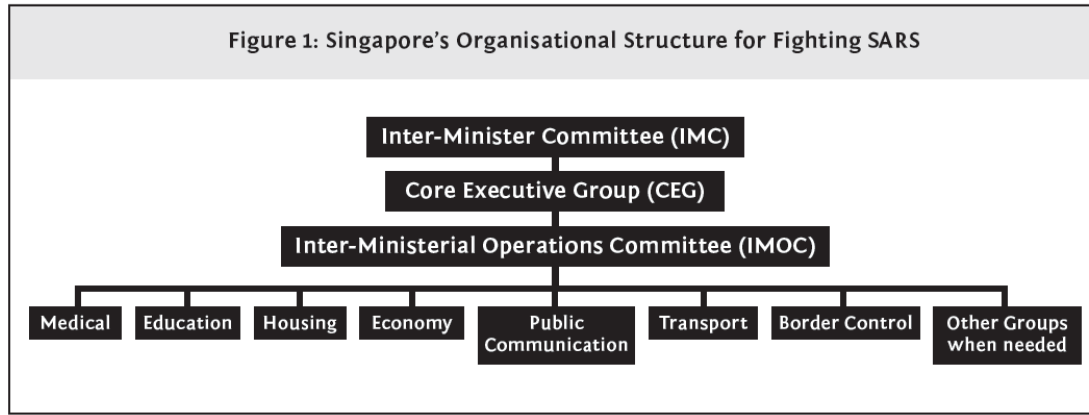 Figure 1: Singapore's Organisational Structure for Fighting SARS
Inter-Minister Committee (IMC)
Core Executive Group (CEG)
Inter-Ministerial Operations Committee (IMOC)
Medical
Education
Housing
Economy
Public
Communication
Transport
Border Control
Other Groups
when needed